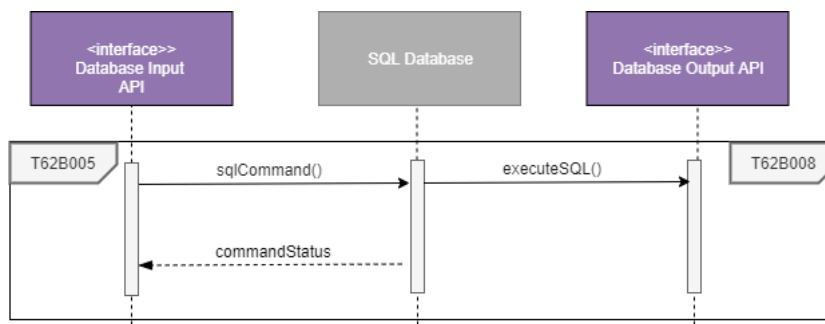 <interface>>
Database Input
API
SQL Database
<interface>>
Database Output API
T62B005
T62B008
sqlCommand()
executeSQL()
commandStatus